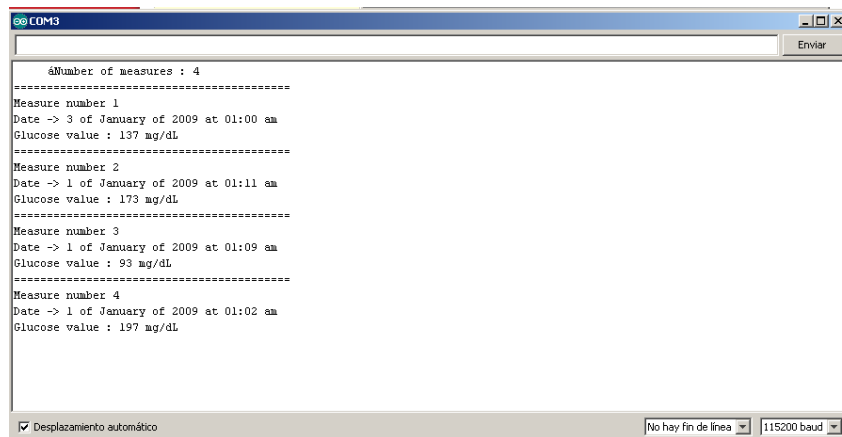 COM3
Enviar
áNumber of measures : 4
==========================================
Measure number 1
Date -> 3 of January of 2009 at 01:00 am
Glucose value : 137 mg/dL
==========================================
Measure number 2
Date -> 1 of January of 2009 at 01:11 am
Glucose value : 173 mg/dL
==========================================
Measure number 3
Date -> 1 of January of 2009 at 01:09 am
Glucose value : 93 mg/dL
==========================================
Measure number 4
Date -> 1 of January of 2009 at 01:02 am
Glucose value : 197 mg/dL
Desplazamiento automático
No hay fin de línea
115200 baud